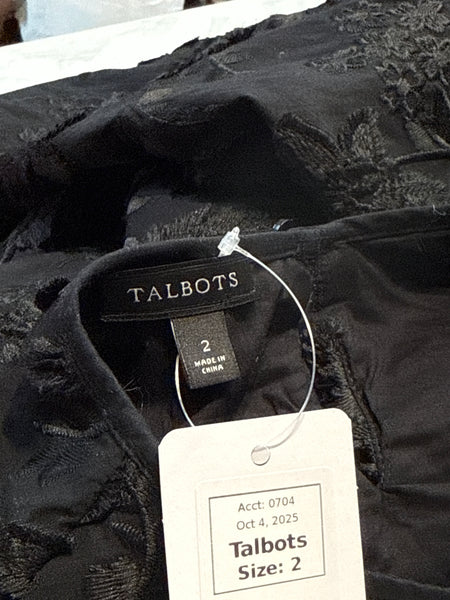 TALBOTS
2
MADE IN
CHINA
Acct: 0704
Oct 4, 2025
Talbots
Size: 2